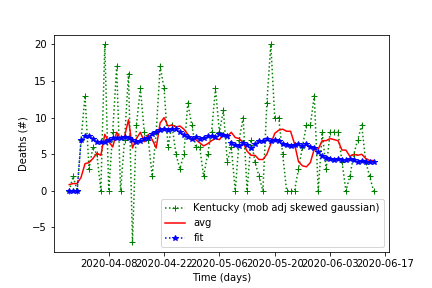 20
15
10
5
0
−5
Deaths (#)
Kentucky (mob adj skewed gaussian)
avg
fit
2020-04-08 2020-04-22 2020-05-06 2020-05-20 2020-06-03 2020-06-17
Time (days)